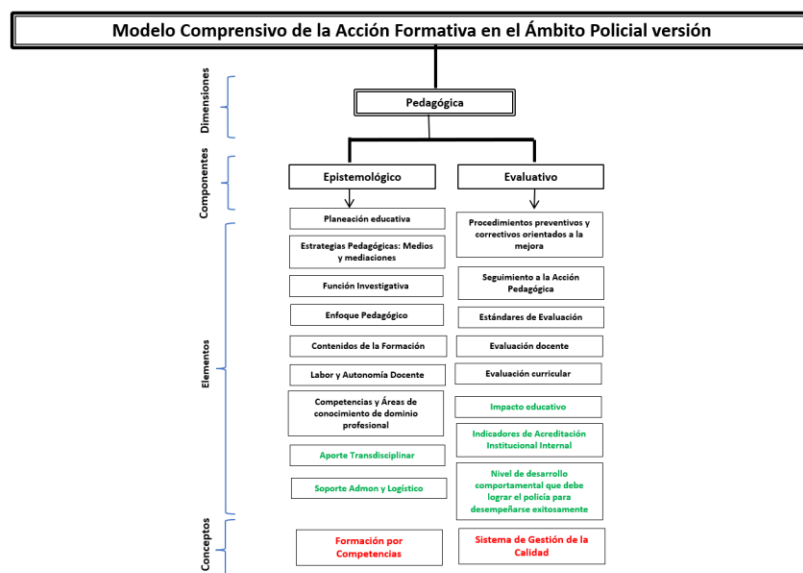 Modelo Comprensivo de la Acción Formativa en el Ámbito Policial versión
Dimensiones
Pedagógica
Componentes
Epistemológico
Evaluativo
Elementos
Planeación educativa
Estrategias Pedagógicas: Medios
y mediaciones
Función Investigativa
Enfoque Pedagógico
Contenidos de la Formación
Labor y Autonomía Docente
Competencias y Áreas de
conocimiento de dominio
profesional
Aporte Transdisciplinar
Soporte Admon y Logístico
Procedimientos preventivos y
correctivos orientados a la
mejora
Seguimiento a la Acción
Pedagógica
Estándares de Evaluación
Evaluación docente
Evaluación curricular
Impacto educativo
Indicadores de Acreditación
Institucional Internal
Nivel de desarrollo
comportamental que debe
lograr el policía para
desempeñarse exitosamente
Conceptos
Formación por
Competencias
Sistema de Gestión de la
Calidad